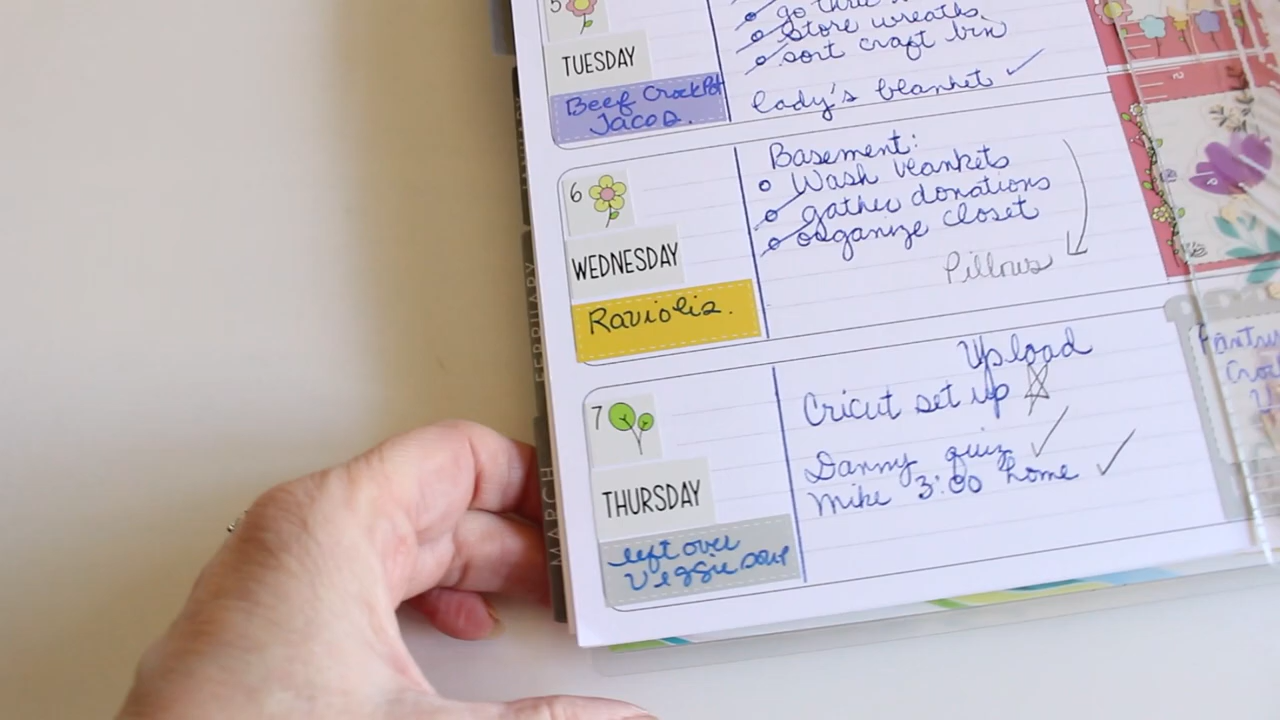 5
go thru
store wreaths
sort craft bin
TUESDAY
Beef CrockPot
Tacos.
lady's blanket
6
Basement:
Wash blankets
gather donations
organize closet
Pillows
WEDNESDAY
Raviolis.
7
Upload
Cricut set up
Danny quiz
Mike 3:00 home
THURSDAY
left over
Veggie soup
FEBRUARY
MARCH